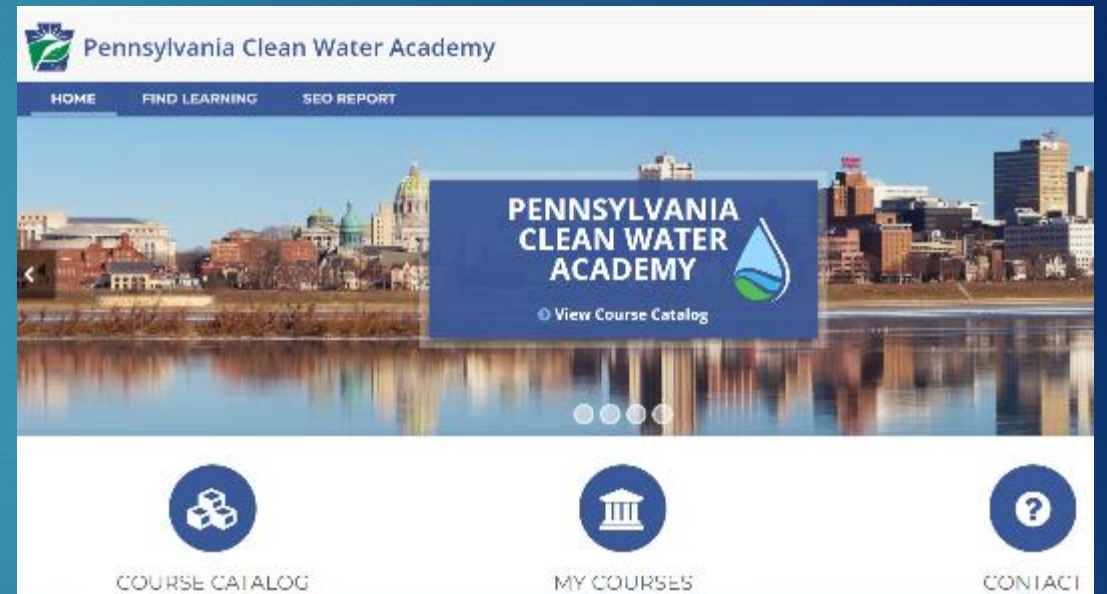 Pennsylvania Clean Water Academy
HOME FIND LEARNING SEO REPORT
PENNSYLVANIA
CLEAN WATER
ACADEMY
View Course Catalog
COURSE CATALOG MY COURSES CONTACT